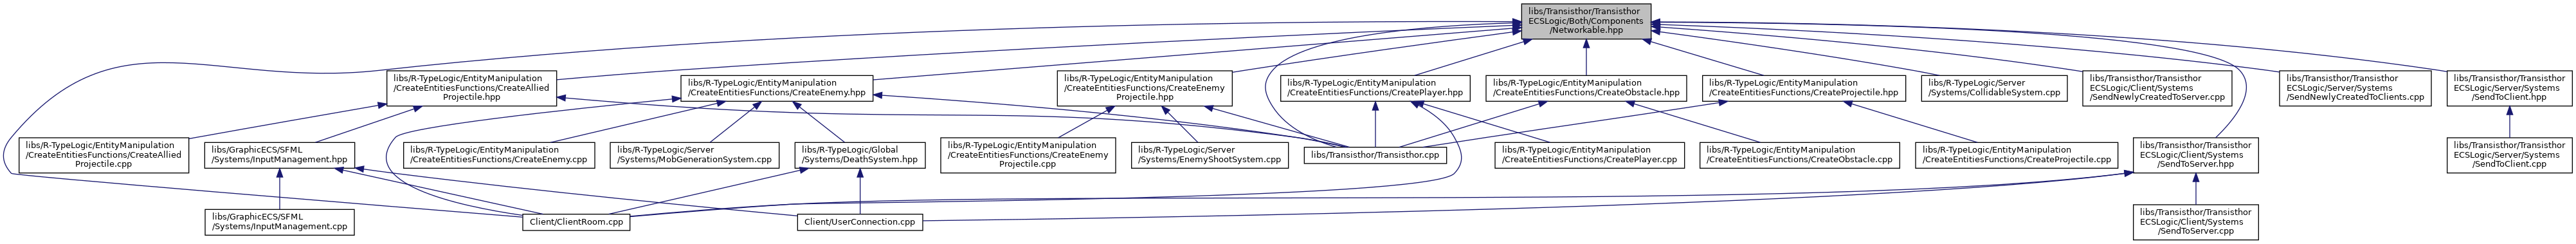 libs/Transisthor/Transisthor
ECSLogic/Both/Components
/Networkable.hpp
libs/R-TypeLogic/EntityManipulation
/CreateEntitiesFunctions/CreateAllied
Projectile.hpp
libs/R-TypeLogic/EntityManipulation
/CreateEntitiesFunctions/CreateEnemy.hpp
libs/R-TypeLogic/EntityManipulation
/CreateEntitiesFunctions/CreateEnemy
Projectile.hpp
libs/R-TypeLogic/EntityManipulation
/CreateEntitiesFunctions/CreatePlayer.hpp
libs/R-TypeLogic/EntityManipulation
/CreateEntitiesFunctions/CreateObstacle.hpp
libs/R-TypeLogic/EntityManipulation
/CreateEntitiesFunctions/CreateProjectile.hpp
libs/R-TypeLogic/Server
/Systems/CollidableSystem.cpp
libs/Transisthor/Transisthor
ECSLogic/Client/Systems
/SendNewlyCreatedToServer.cpp
libs/Transisthor/Transisthor
ECSLogic/Server/Systems
/SendNewlyCreatedToClients.cpp
libs/Transisthor/Transisthor
ECSLogic/Server/Systems
/SendToClient.hpp
libs/R-TypeLogic/EntityManipulation
/CreateEntitiesFunctions/CreateAllied
Projectile.cpp
libs/GraphicECS/SFML
/Systems/InputManagement.hpp
libs/R-TypeLogic/EntityManipulation
/CreateEntitiesFunctions/CreateEnemy.cpp
libs/R-TypeLogic/Server
/Systems/MobGenerationSystem.cpp
libs/R-TypeLogic/Global
/Systems/DeathSystem.hpp
libs/R-TypeLogic/EntityManipulation
/CreateEntitiesFunctions/CreateEnemy
Projectile.cpp
libs/R-TypeLogic/Server
/Systems/EnemyShootSystem.cpp
libs/Transisthor/Transisthor.cpp
libs/R-TypeLogic/EntityManipulation
/CreateEntitiesFunctions/CreatePlayer.cpp
libs/R-TypeLogic/EntityManipulation
/CreateEntitiesFunctions/CreateObstacle.cpp
libs/R-TypeLogic/EntityManipulation
/CreateEntitiesFunctions/CreateProjectile.cpp
libs/Transisthor/Transisthor
ECSLogic/Client/Systems
/SendToServer.hpp
libs/Transisthor/Transisthor
ECSLogic/Server/Systems
/SendToClient.cpp
libs/GraphicECS/SFML
/Systems/InputManagement.cpp
Client/ClientRoom.cpp
Client/UserConnection.cpp
libs/Transisthor/Transisthor
ECSLogic/Client/Systems
/SendToServer.cpp